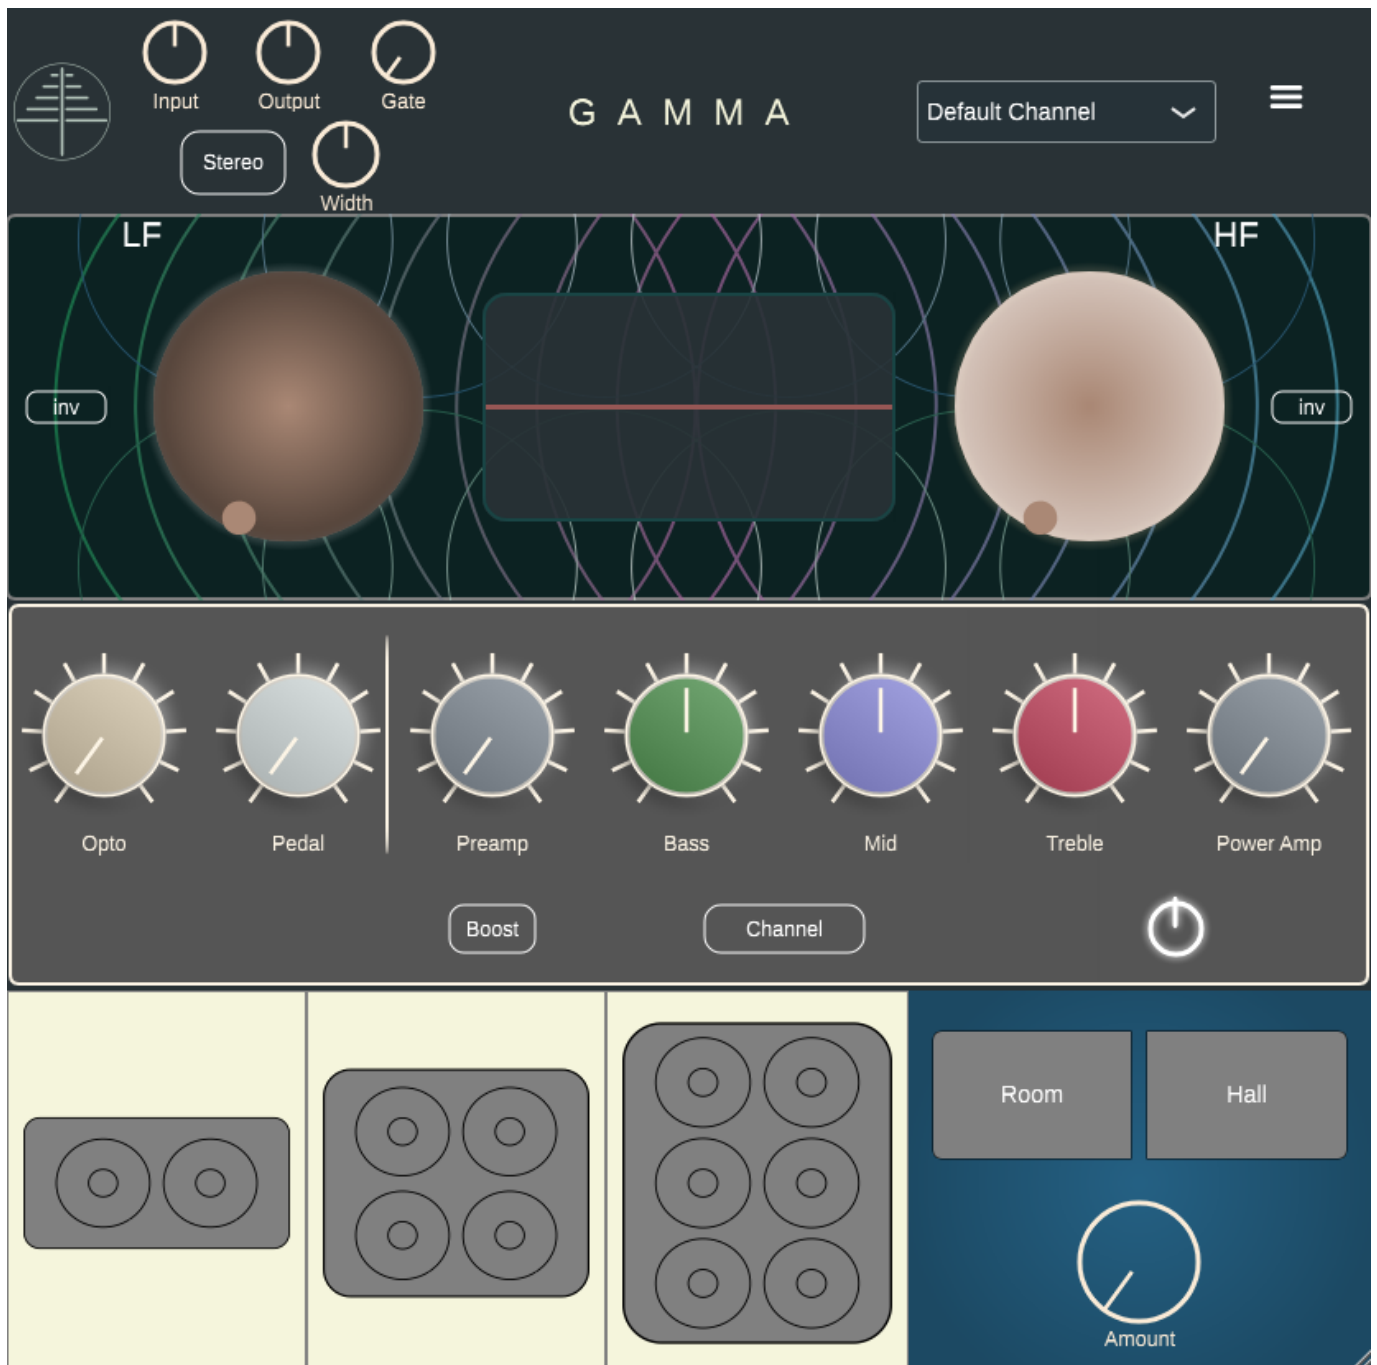 Input Output Gate
GAMMA
Default Channel
Stereo
Width
LF
HF
inv
inv
Opto Pedal Preamp Bass Mid Treble Power Amp
Boost
Channel
Room
Hall
Amount